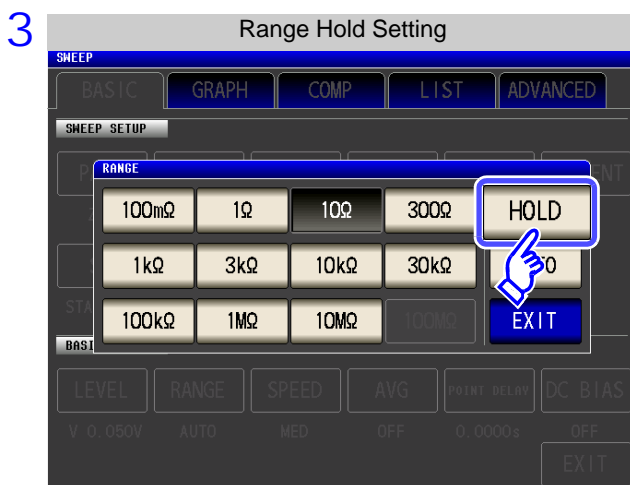 3
Range Hold Setting
SWEEP
BASIC GRAPH COMP LIST ADVANCED
SWEEP SETUP
RANGE
100mΩ 1Ω 10Ω 300Ω HOLD
1kΩ 3kΩ 10kΩ 30kΩ
100kΩ 1MΩ 10MΩ 100MΩ EXIT
LEVEL RANGE SPEED AVG POINT DELAY DC BIAS
V 0.050V AUTO MED OFF 0.0000s OFF
EXIT